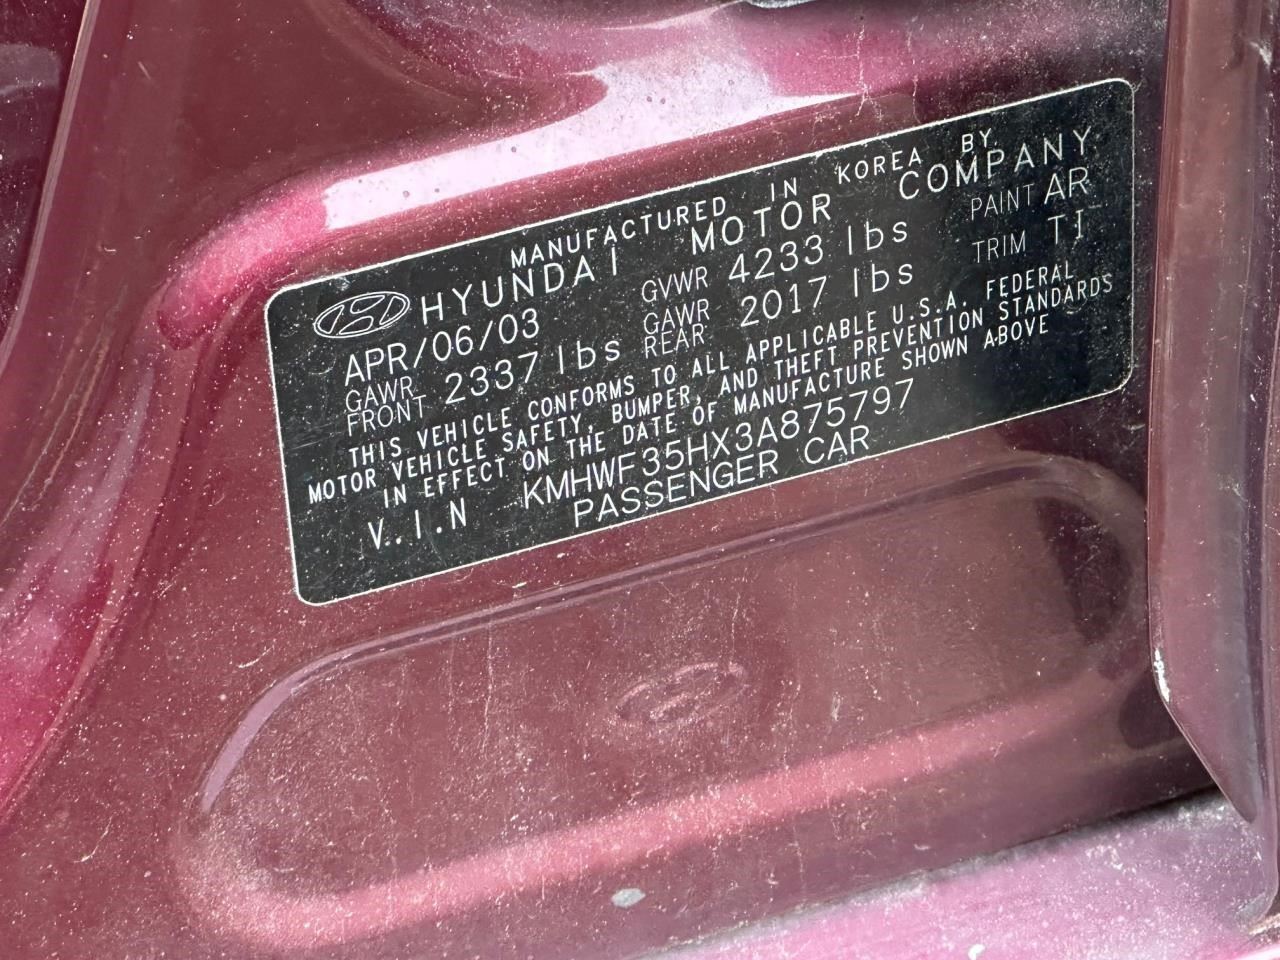 MANUFACTURED IN KOREA BY
HYUNDAI MOTOR COMPANY
APR/06/03 GVWR 4233 lbs PAINT AR
GAWR FRONT 2337 lbs GAWR REAR 2017 lbs TRIM TI
THIS VEHICLE CONFORMS TO ALL APPLICABLE U.S.A. FEDERAL
MOTOR VEHICLE SAFETY, BUMPER, AND THEFT PREVENTION STANDARDS
IN EFFECT ON THE DATE OF MANUFACTURE SHOWN ABOVE
V.I.N KMHWF35HX3A875797
PASSENGER CAR